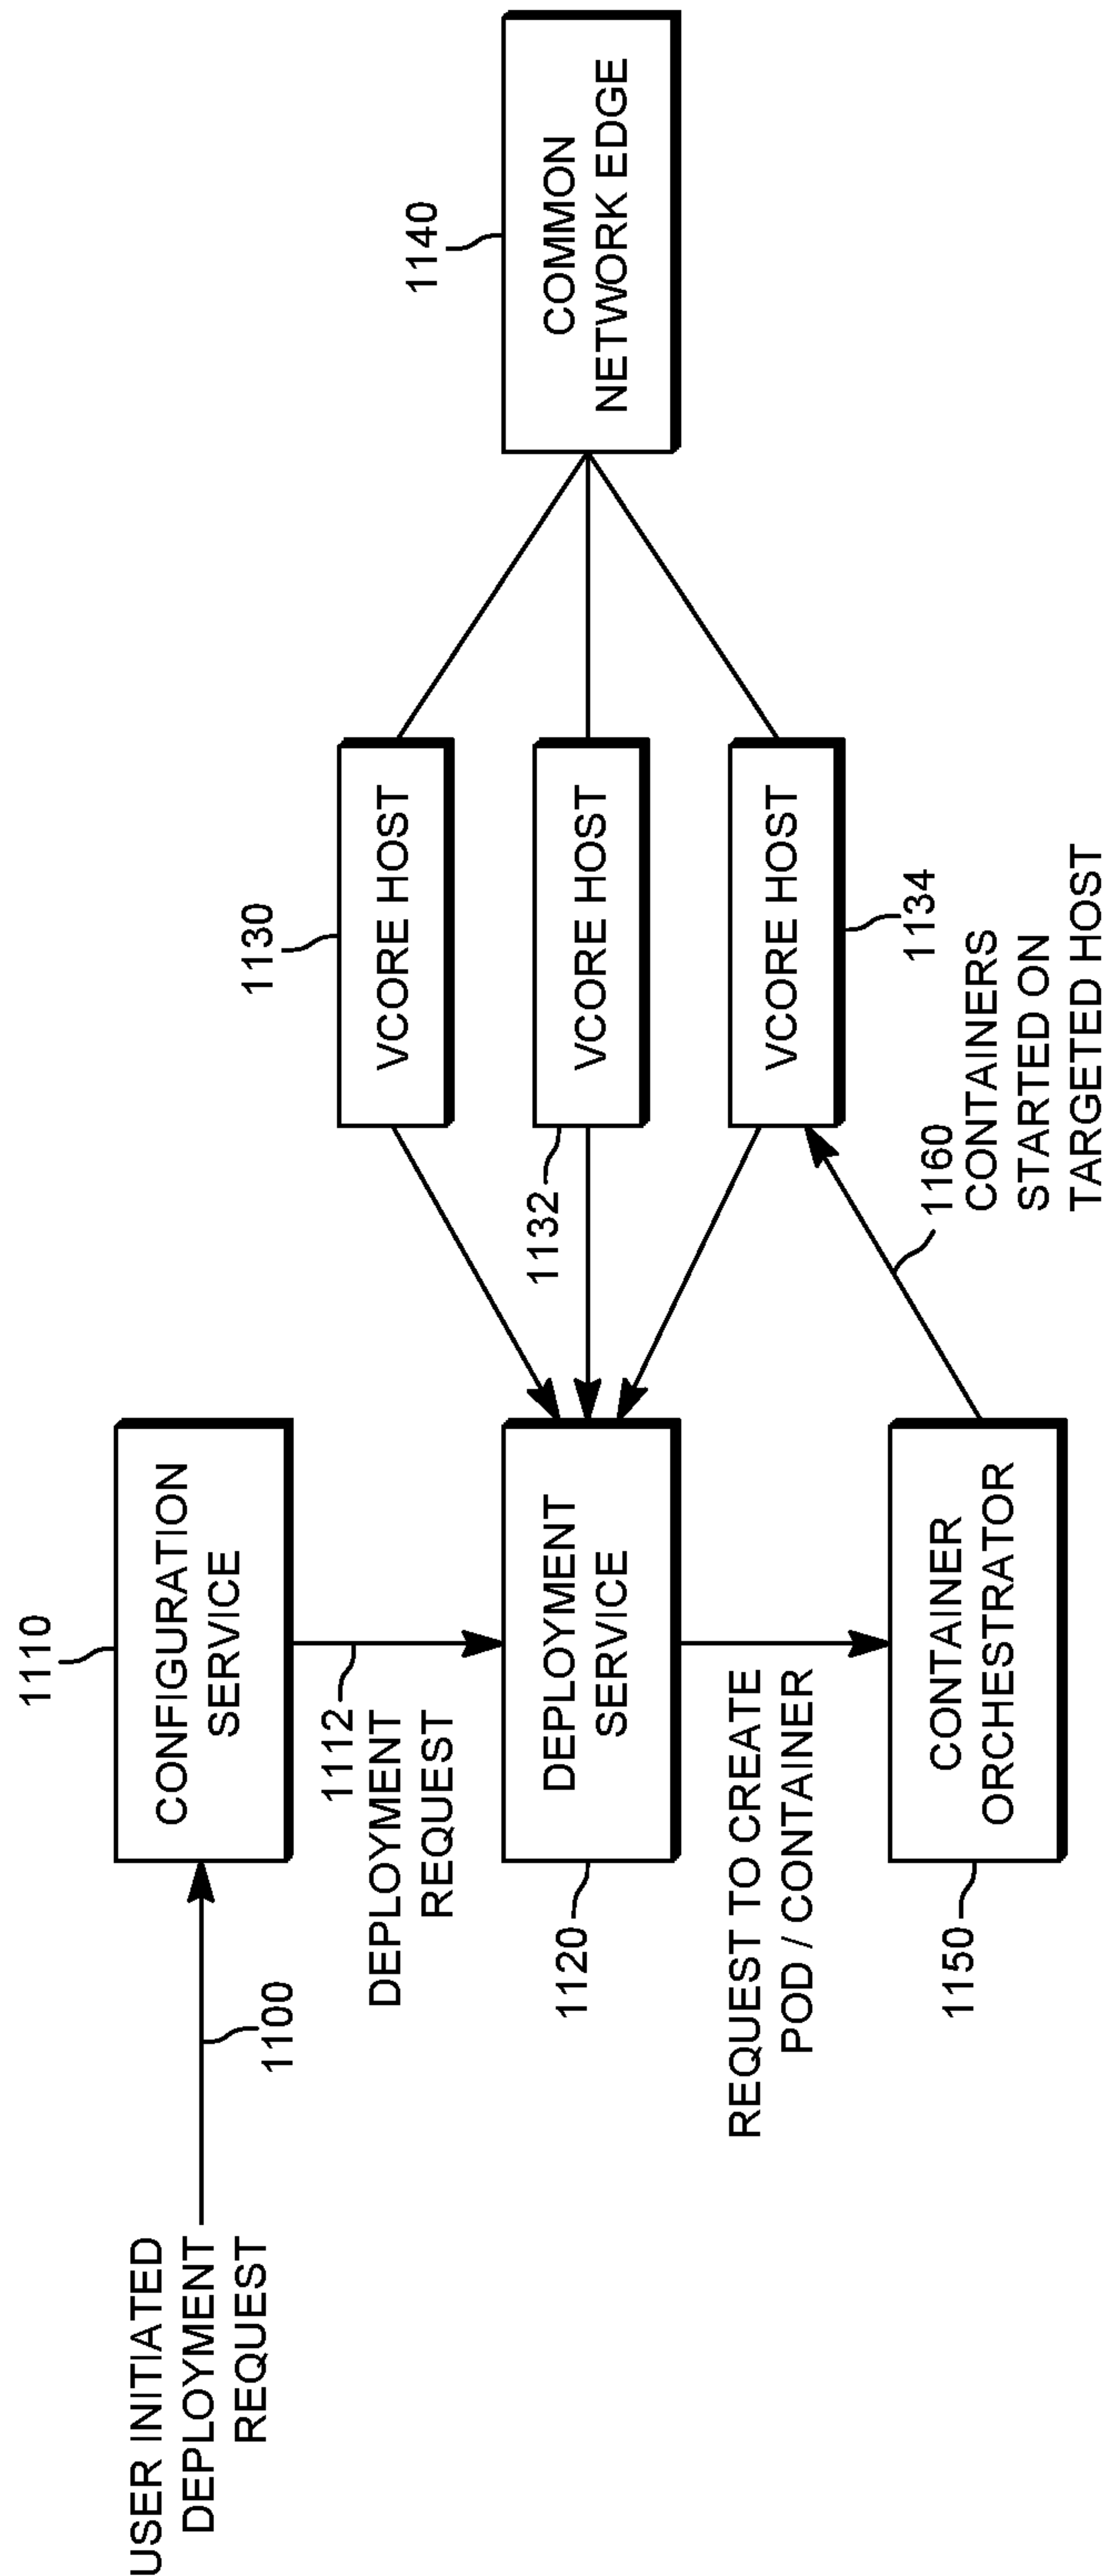 USER INITIATED
DEPLOYMENT
REQUEST
1100
1110
CONFIGURATION
SERVICE
1112
DEPLOYMENT
REQUEST
1120
DEPLOYMENT
SERVICE
REQUEST TO CREATE
POD / CONTAINER
1150
CONTAINER
ORCHESTRATOR
1130
VCORE HOST
1132
VCORE HOST
VCORE HOST
1134
1160
CONTAINERS
STARTED ON
TARGETED HOST
1140
COMMON
NETWORK EDGE